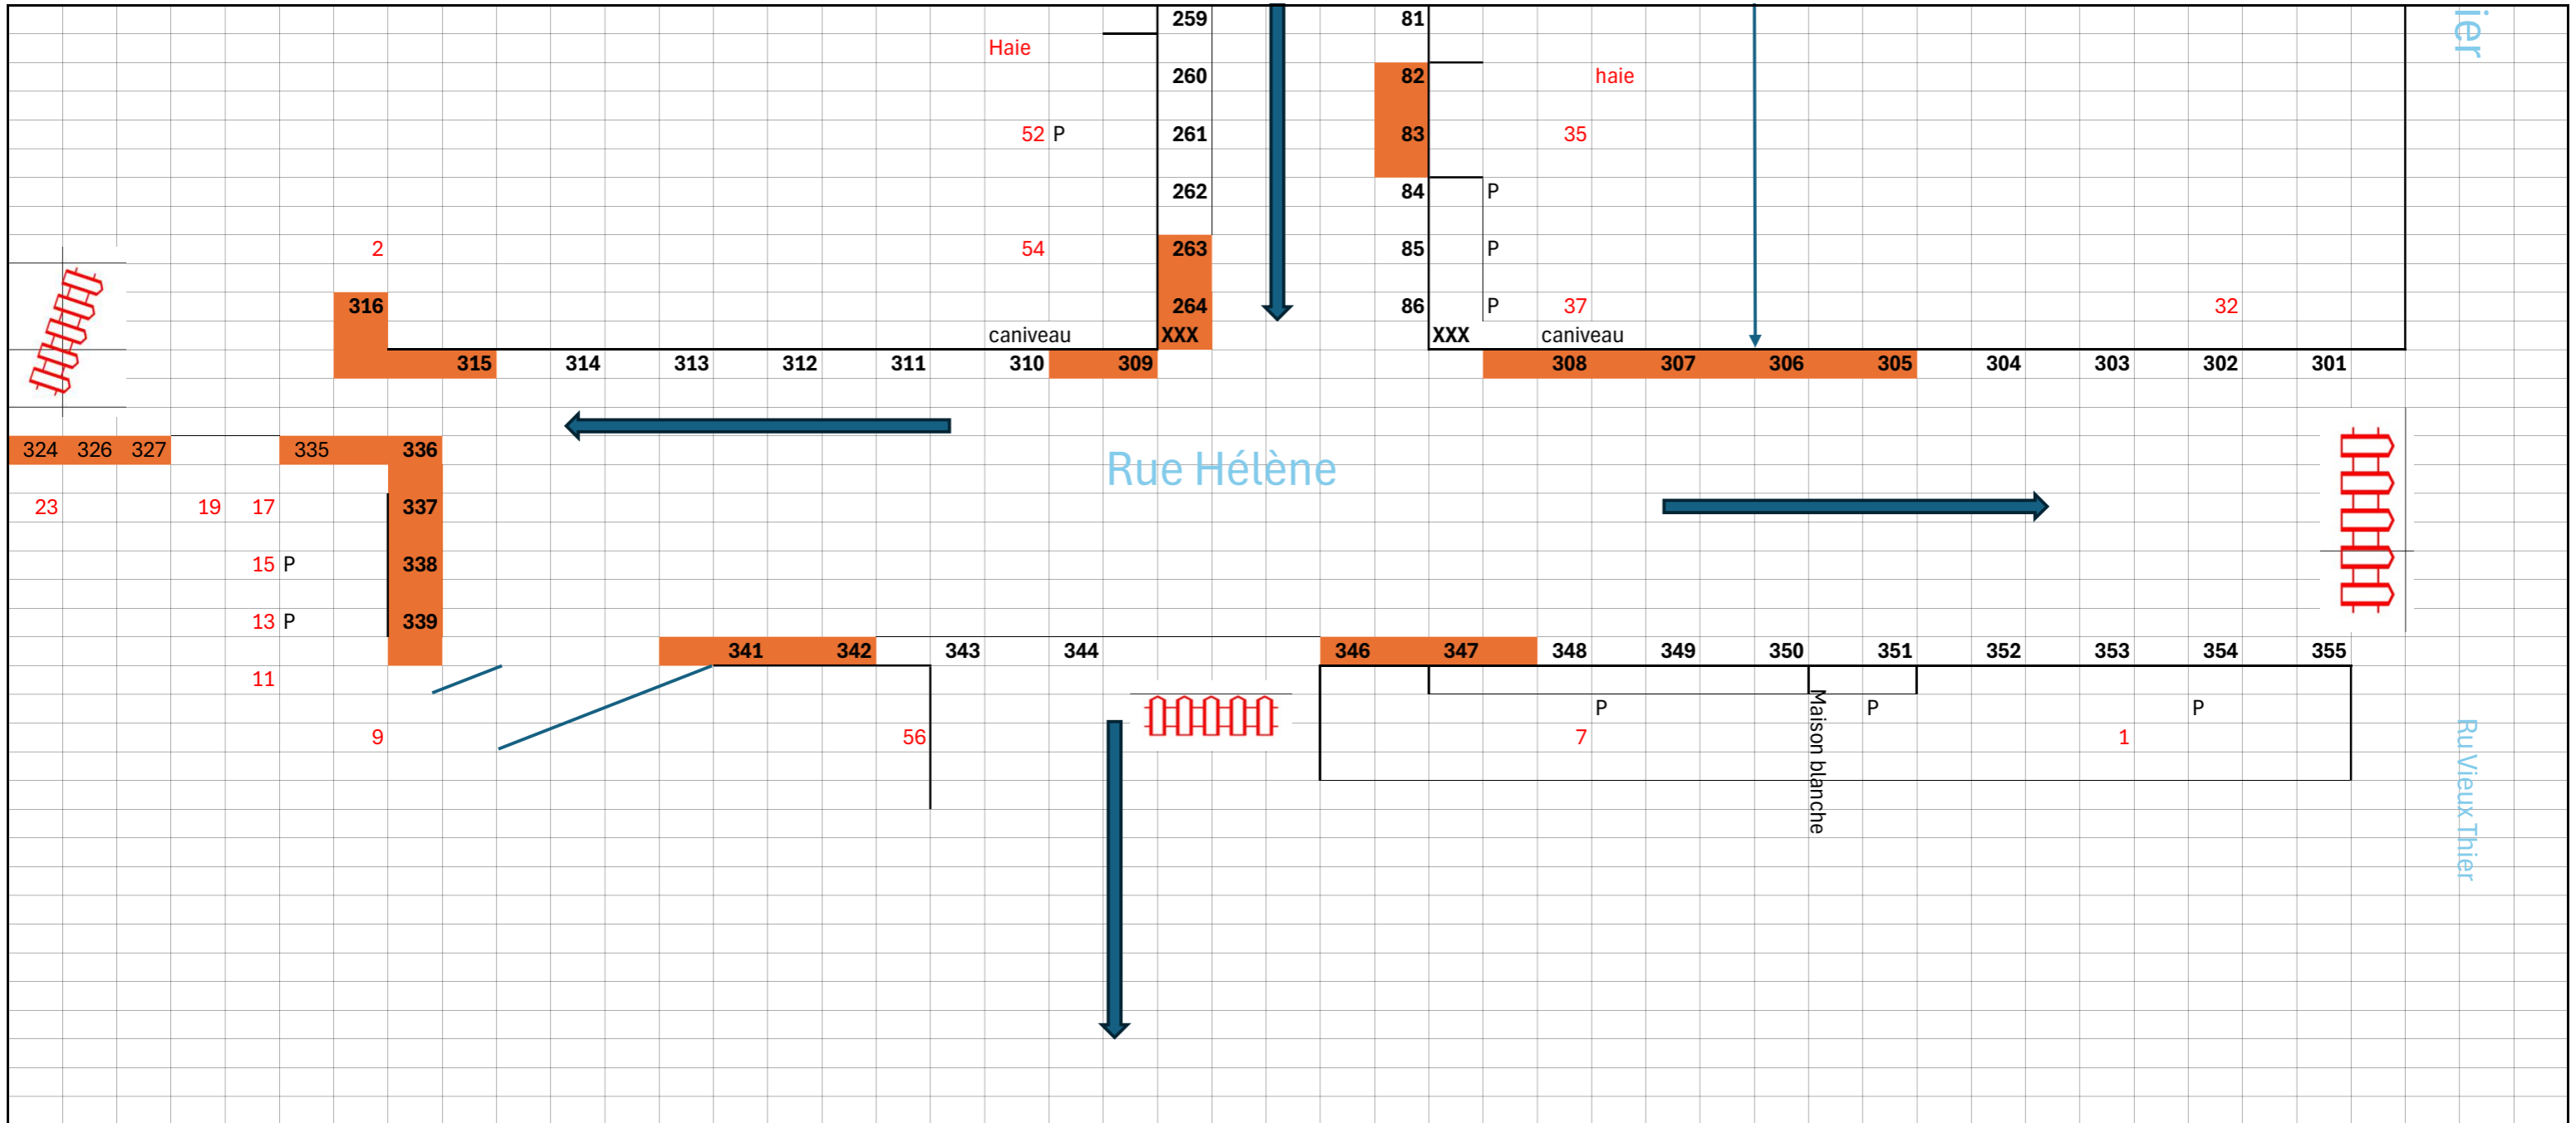 259 81
ier
Haie
260 82 haie
52 P 261 83 35
262 84 P
2 54 263 85 P
316 264 86 P 37 32
caniveau XXX XXX caniveau
315 314 313 312 311 310 309 308 307 306 305 304 303 302 301
324 326 327 335 336
Rue Hélène
23 19 17 337
15 P 338
13 P 339
341 342 343 344 346 347 348 349 350 351 352 353 354 355
11
P P P
9 56 7 1
Maison blanche
Ru Vieux Thier